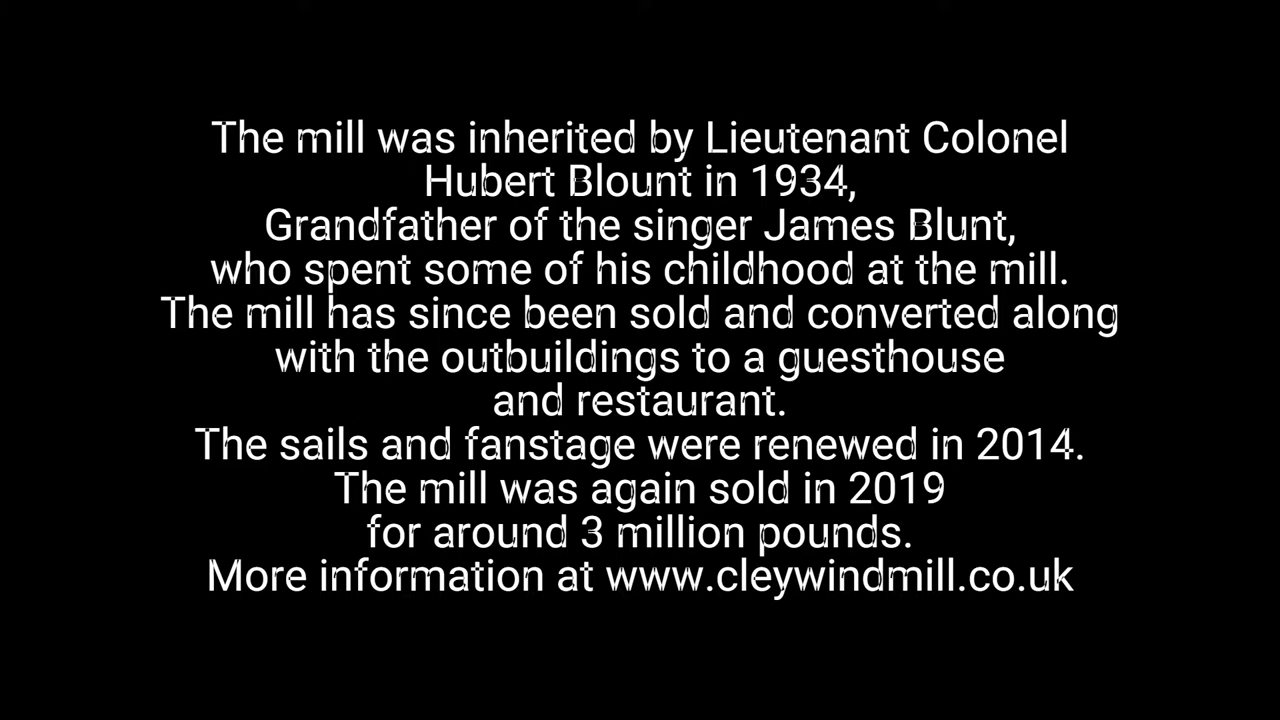 The mill was inherited by Lieutenant Colonel
Hubert Blount in 1934,
Grandfather of the singer James Blunt,
who spent some of his childhood at the mill.
The mill has since been sold and converted along
with the outbuildings to a guesthouse
and restaurant.
The sails and fanstage were renewed in 2014.
The mill was again sold in 2019
for around 3 million pounds.
More information at www.cleywindmill.co.uk